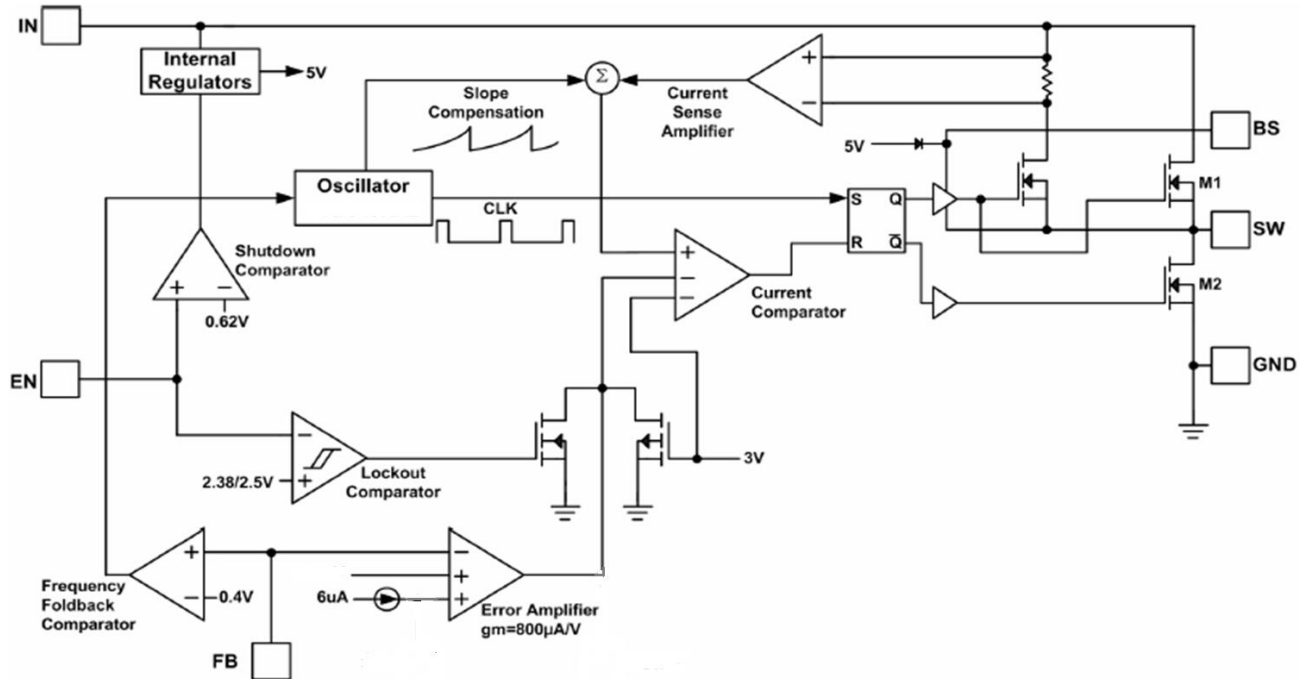 IN
Internal
Regulators
5V
Σ
+
−
Slope
Compensation
Current
Sense
Amplifier
BS
5V
Oscillator
CLK
S Q
R Q̅
M1
SW
Shutdown
Comparator
+ −
0.62V
+
−
−
Current
Comparator
M2
EN
GND
−
2.38/2.5V +
Lockout
Comparator
3V
Frequency
Foldback
Comparator
+
− 0.4V
−
+
6uA +
Error Amplifier
gm=800µA/V
FB